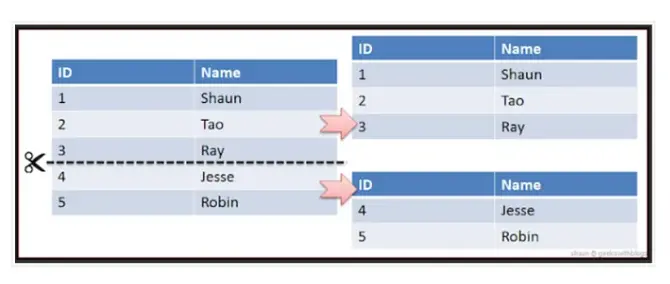 ID Name
1 Shaun
2 Tao
3 Ray
4 Jesse
5 Robin
ID Name
1 Shaun
2 Tao
3 Ray
ID Name
4 Jesse
5 Robin
shaun @ geekswithblogs